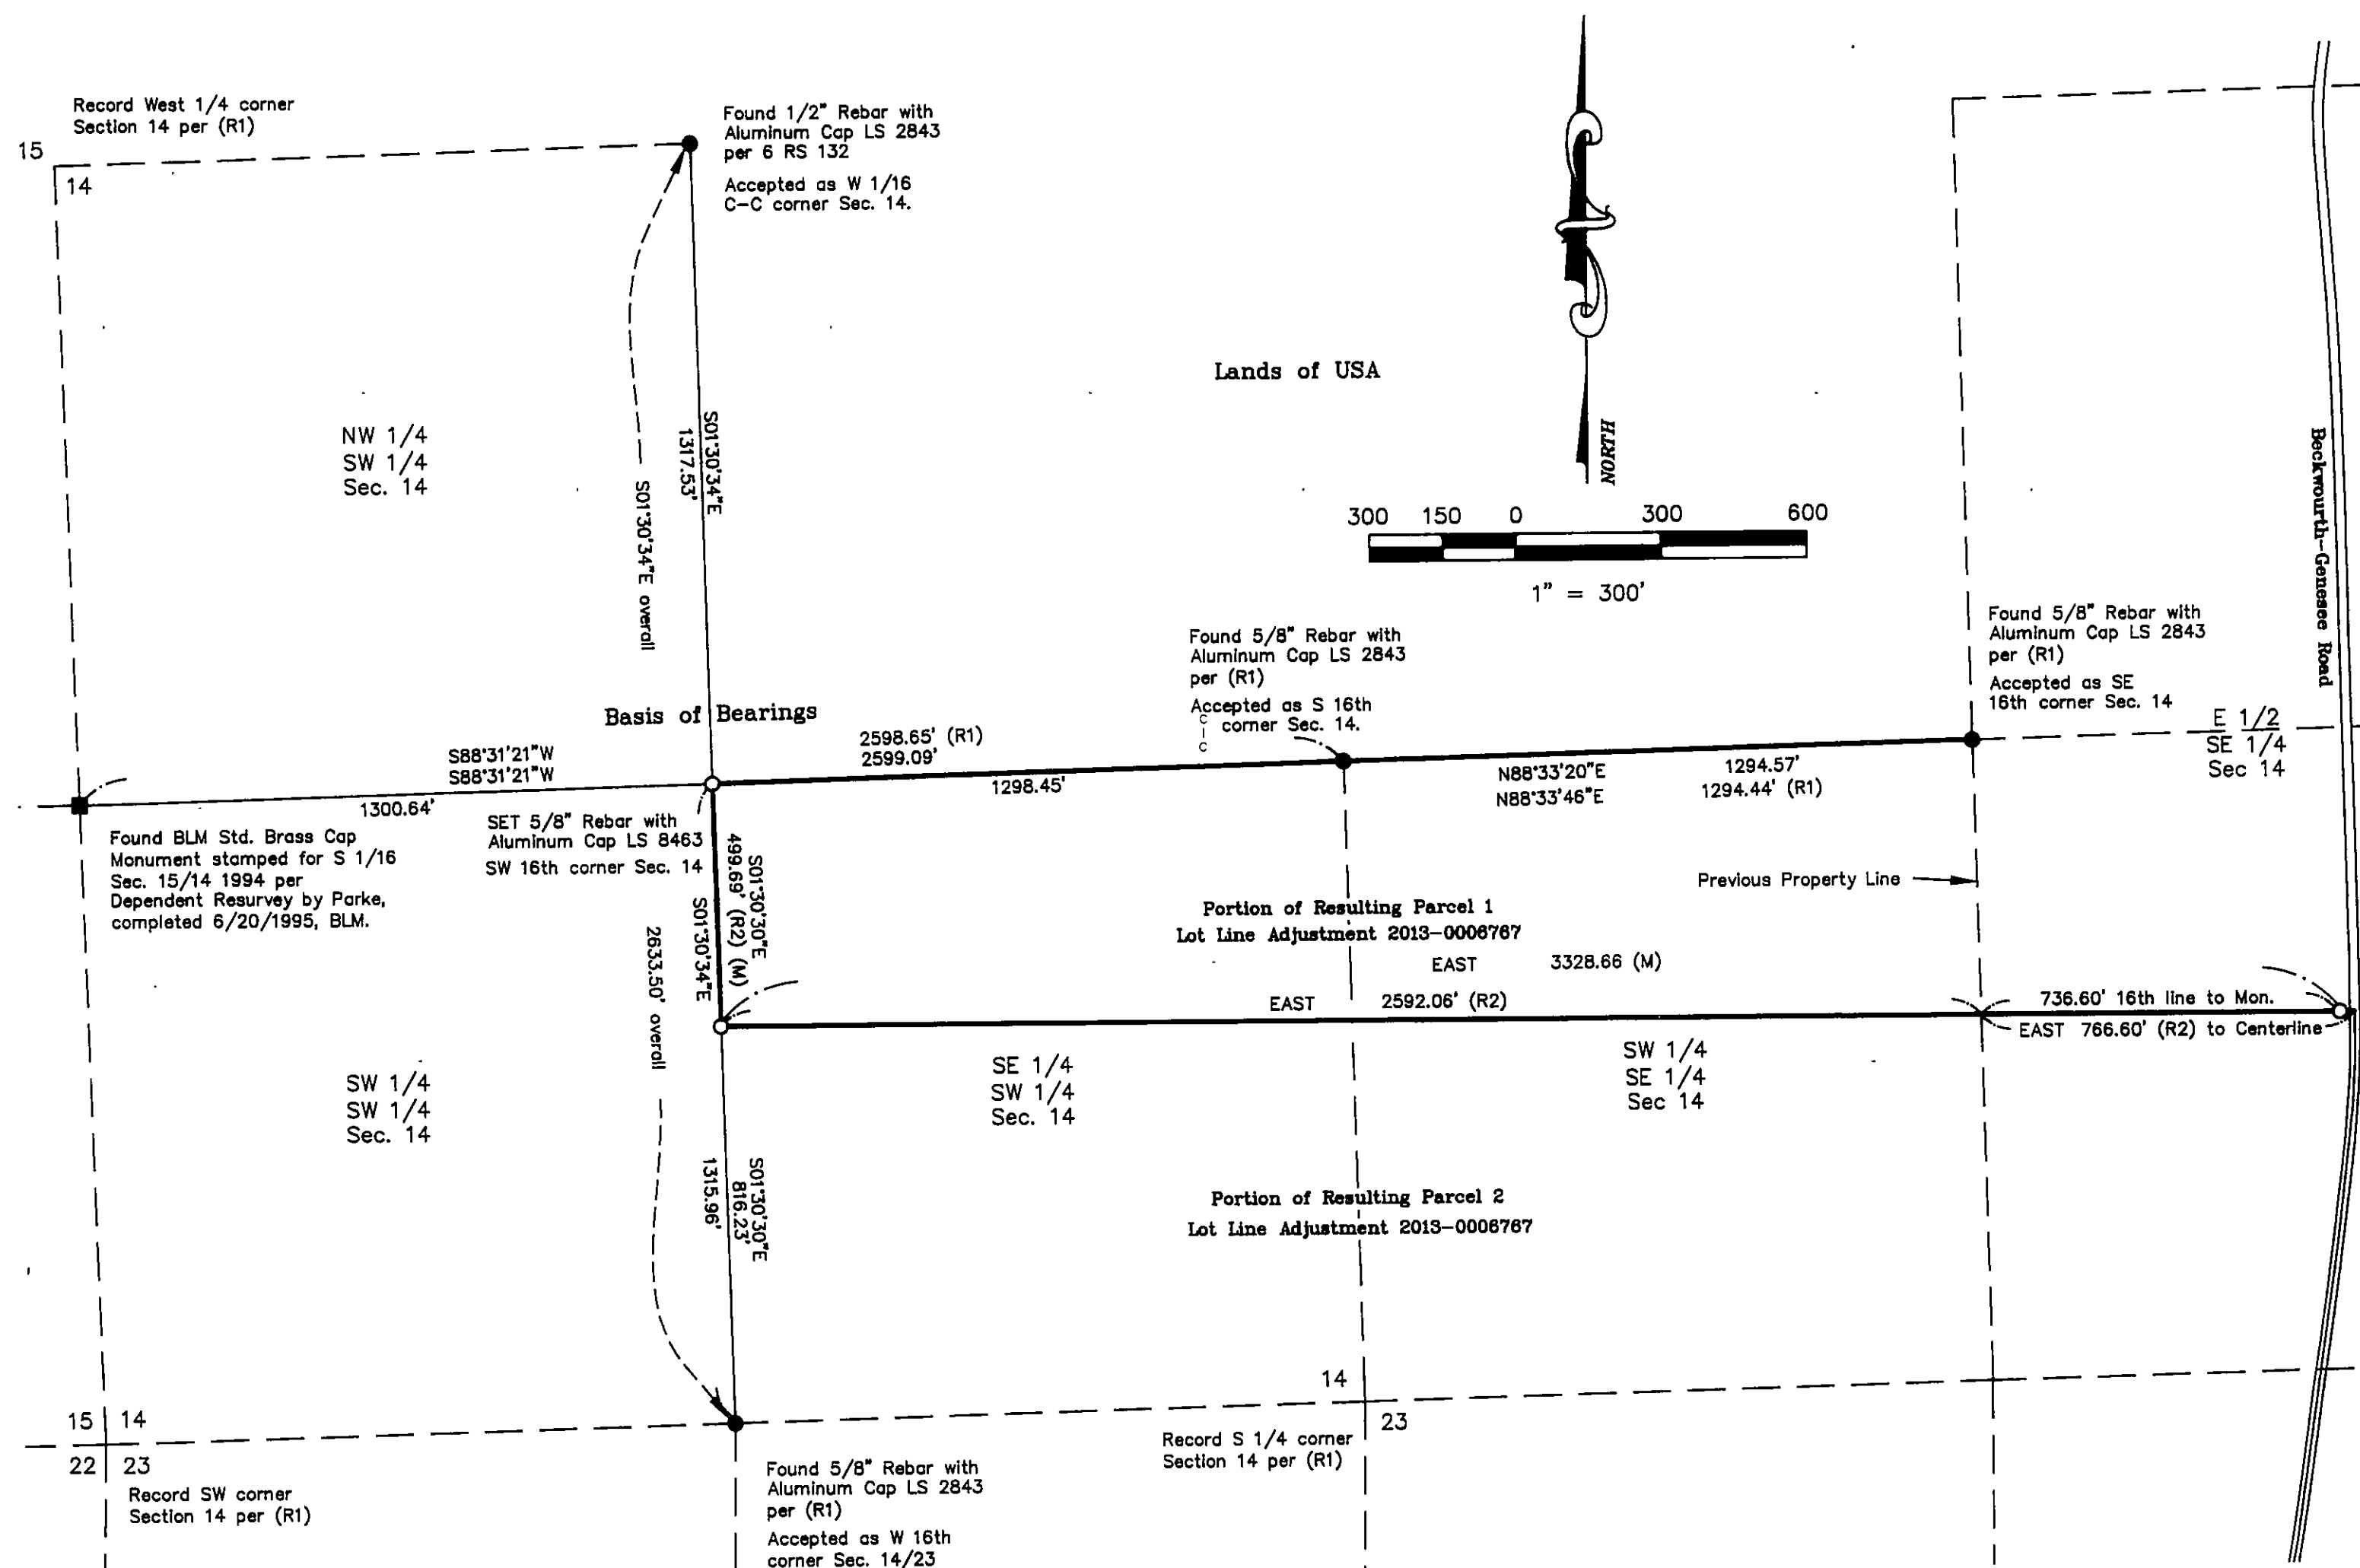 Record West 1/4 corner
Section 14 per (R1)
15
14
Found 1/2" Rebar with
Aluminum Cap LS 2843
per 6 RS 132
Accepted as W 1/16
C-C corner Sec. 14.
NORTH
Lands of USA
NW 1/4
SW 1/4
Sec. 14
S01°30'34"E
1317.53'
S01°30'34"E overall
300 150 0 300 600
1" = 300'
Beckwourth-Genesee Road
Found 5/8" Rebar with
Aluminum Cap LS 2843
per (R1)
Accepted as S 16th
C-C corner Sec. 14.
Found 5/8" Rebar with
Aluminum Cap LS 2843
per (R1)
Accepted as SE
16th corner Sec. 14
E 1/2
SE 1/4
Sec 14
Basis of Bearings
S88°31'21"W
S88°31'21"W
2598.65' (R1)
2599.09'
1300.64'
1298.45'
N88°33'20"E 1294.57'
N88°33'46"E 1294.44' (R1)
Found BLM Std. Brass Cap
Monument stamped for S 1/16
Sec. 15/14 1994 per
Dependent Resurvey by Parke,
completed 6/20/1995, BLM.
SET 5/8" Rebar with
Aluminum Cap LS 8463
SW 16th corner Sec. 14
S01°30'30"E
499.69' (R2) (M)
S01°30'34"E
2633.50' overall
Previous Property Line
Portion of Resulting Parcel 1
Lot Line Adjustment 2013-0006767
EAST 3328.66 (M)
EAST 2592.06' (R2)
736.60' 16th line to Mon.
EAST 766.60' (R2) to Centerline
SW 1/4
SW 1/4
Sec. 14
SE 1/4
SW 1/4
Sec. 14
SW 1/4
SE 1/4
Sec 14
S01°30'30"E
816.23'
1315.96'
Portion of Resulting Parcel 2
Lot Line Adjustment 2013-0006767
15 14
22 23
14
23
Record SW corner
Section 14 per (R1)
Found 5/8" Rebar with
Aluminum Cap LS 2843
per (R1)
Accepted as W 16th
corner Sec. 14/23
Record S 1/4 corner
Section 14 per (R1)